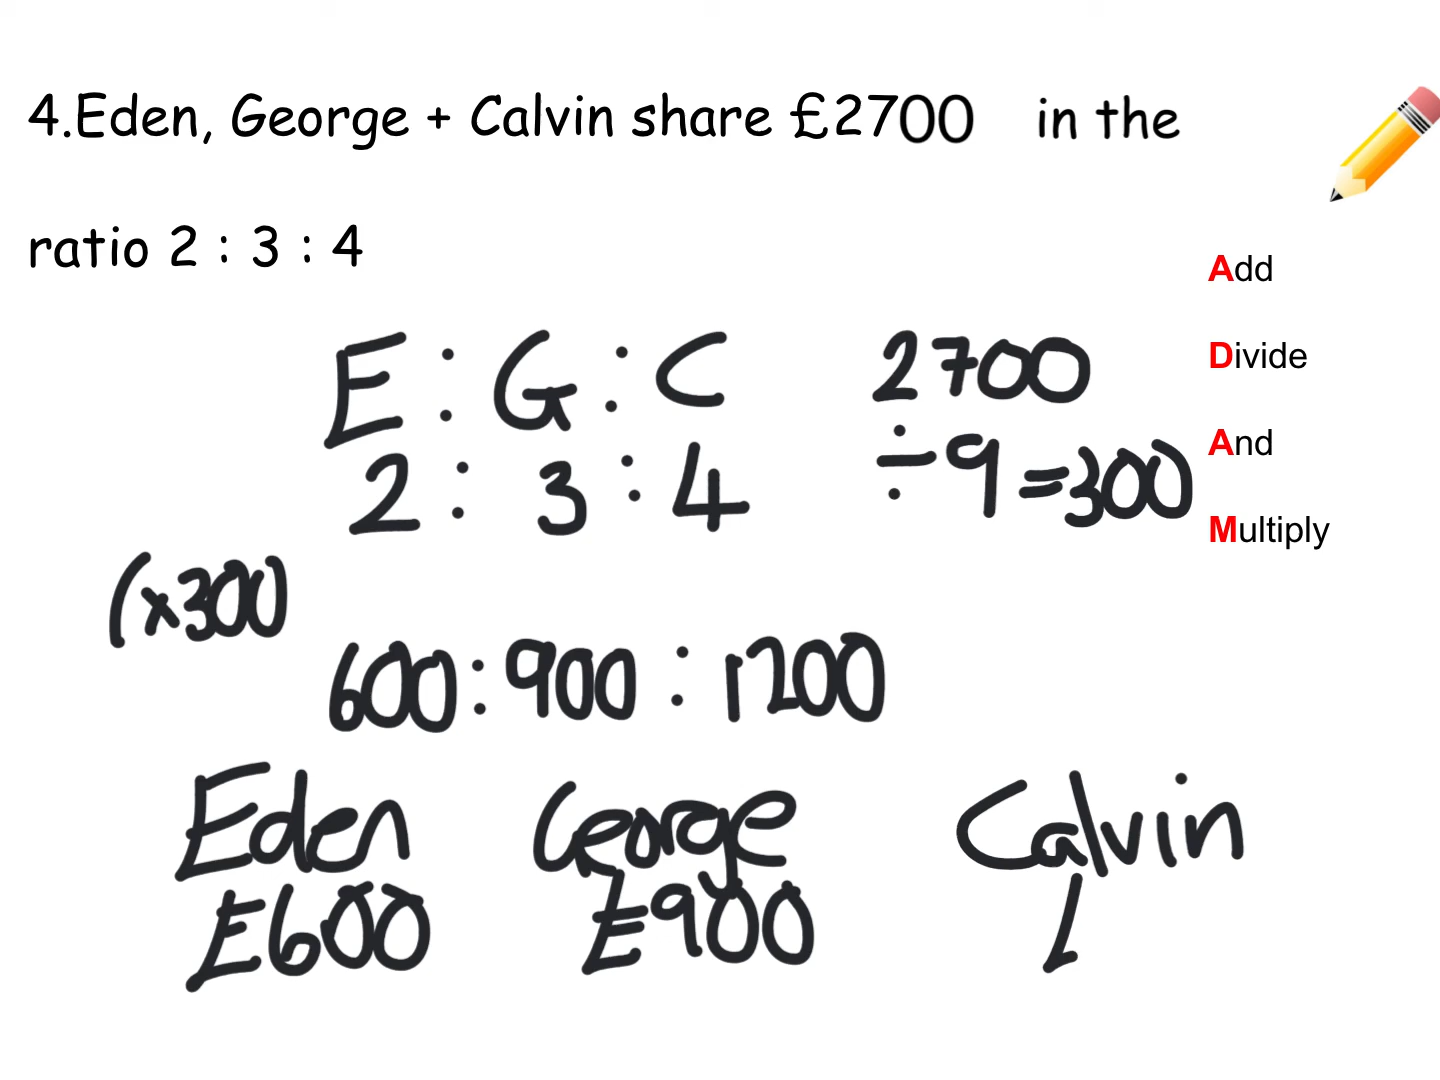 4.Eden, George + Calvin share £2700 in the
ratio 2 : 3 : 4
Add
Divide
And
Multiply
E : G : C
2 : 3 : 4
2700
÷ 9 = 300
(x300
600 : 900 : 1200
Eden George Calvin
£600 £900